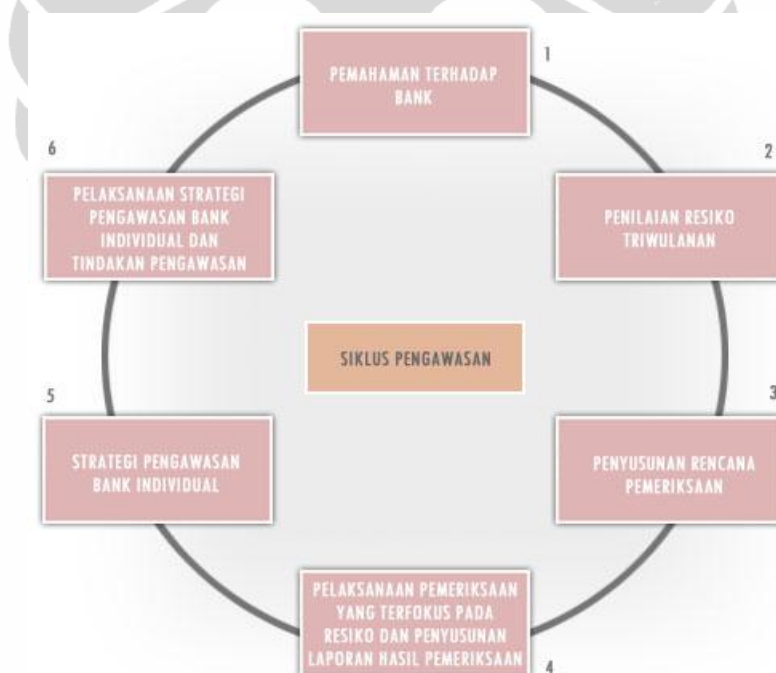 1
PEMAHAMAN TERHADAP
BANK
2
PENILAIAN RESIKO
TRIWULANAN
3
PENYUSUNAN RENCANA
PEMERIKSAAN
4
PELAKSANAAN PEMERIKSAAN
YANG TERFOKUS PADA
RESIKO DAN PENYUSUNAN
LAPORAN HASIL PEMERIKSAAN
5
STRATEGI PENGAWASAN
BANK INDIVIDUAL
6
PELAKSANAAN STRATEGI
PENGAWASAN BANK
INDIVIDUAL DAN
TINDAKAN PENGAWASAN
SIKLUS PENGAWASAN